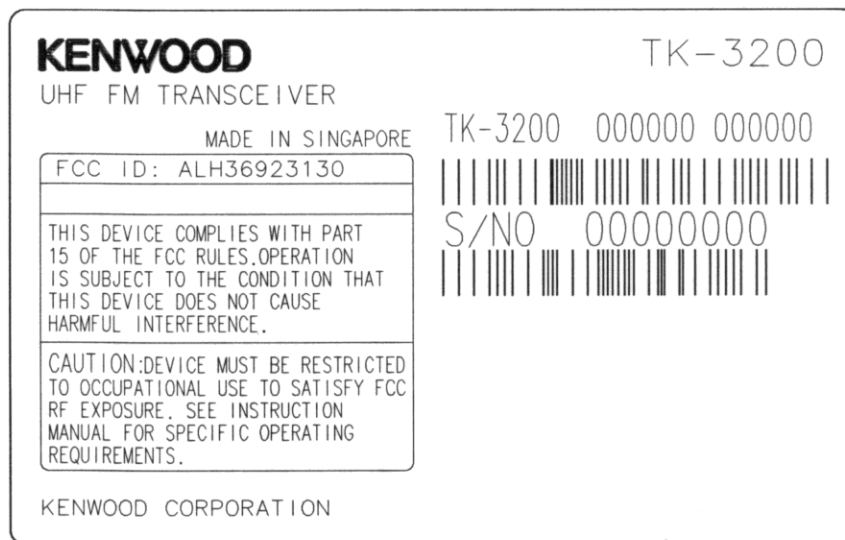 KENWOOD
TK-3200
UHF FM TRANSCEIVER
MADE IN SINGAPORE
FCC ID: ALH36923130
THIS DEVICE COMPLIES WITH PART
15 OF THE FCC RULES.OPERATION
IS SUBJECT TO THE CONDITION THAT
THIS DEVICE DOES NOT CAUSE
HARMFUL INTERFERENCE.
CAUTION:DEVICE MUST BE RESTRICTED
TO OCCUPATIONAL USE TO SATISFY FCC
RF EXPOSURE. SEE INSTRUCTION
MANUAL FOR SPECIFIC OPERATING
REQUIREMENTS.
KENWOOD CORPORATION
TK-3200 000000 000000
S/NO 00000000